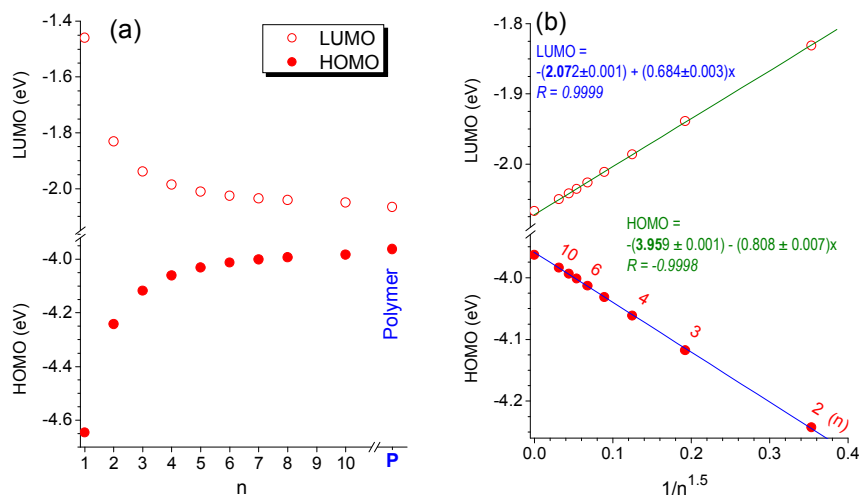 (a)
LUMO
HOMO
-1.4
-1.6
-1.8
-2.0
-4.0
-4.2
-4.4
-4.6
LUMO (eV)
HOMO (eV)
1 2 3 4 5 6 7 8 10 P
n
Polymer
(b)
LUMO =
-(2.072±0.001) + (0.684±0.003)x
R = 0.9999
HOMO =
-(3.959 ± 0.001) - (0.808 ± 0.007)x
R = -0.9998
10
6
4
3
2 (n)
-1.8
-2.0
-4.0
-4.1
-4.2
LUMO (eV)
HOMO (eV)
0.0 0.1 0.2 0.3 0.4
1/n^1.5